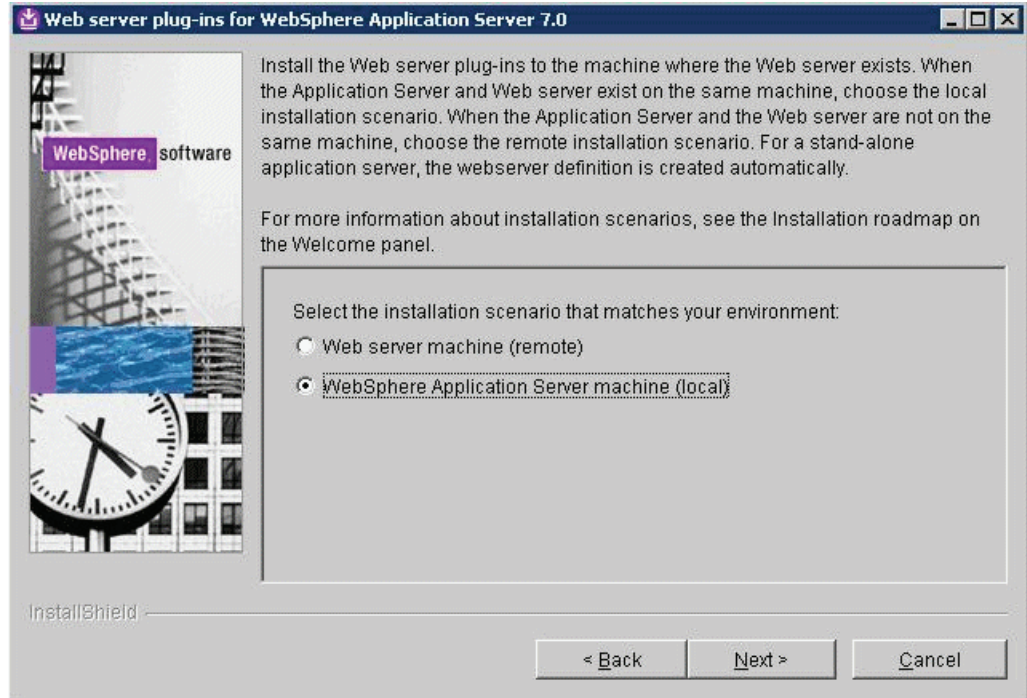 Web server plug-ins for WebSphere Application Server 7.0
Install the Web server plug-ins to the machine where the Web server exists. When
the Application Server and Web server exist on the same machine, choose the local
installation scenario. When the Application Server and the Web server are not on the
same machine, choose the remote installation scenario. For a stand-alone
application server, the webserver definition is created automatically.
For more information about installation scenarios, see the Installation roadmap on
the Welcome panel.
WebSphere. software
Select the installation scenario that matches your environment:
Web server machine (remote)
WebSphere Application Server machine (local)
InstallShield
< Back
Next >
Cancel